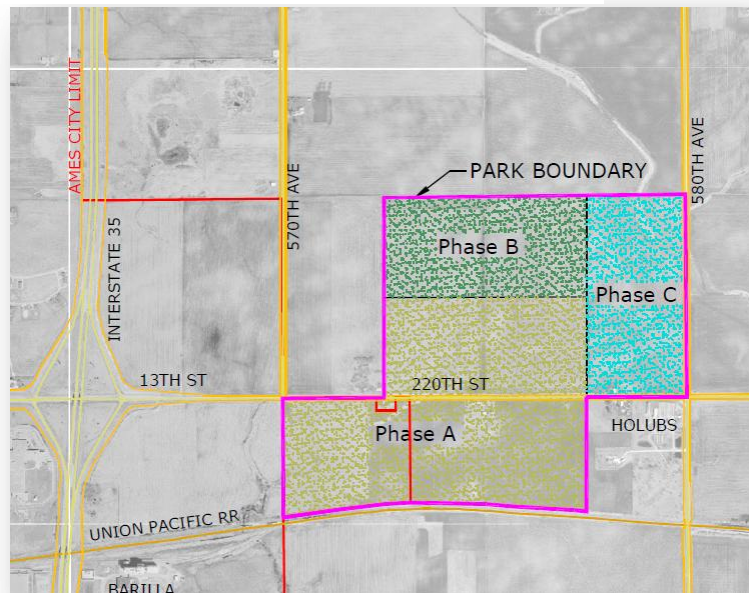 AMES CITY LIMIT
INTERSTATE 35
570TH AVE
580TH AVE
PARK BOUNDARY
Phase B
Phase C
13TH ST
220TH ST
Phase A
HOLUBS
UNION PACIFIC RR
BARILLA